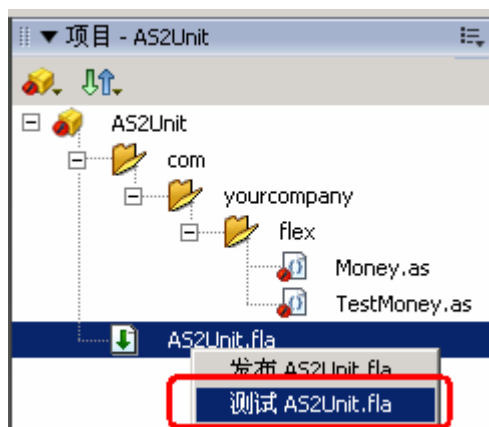 项目 - AS2Unit
AS2Unit
com
yourcompany
flex
Money.as
TestMoney.as
AS2Unit.fla
发布 AS2Unit.fla
测试 AS2Unit.fla